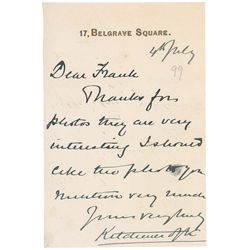 17, BELGRAVE SQUARE.
4th July
99
Dear Frank
Thanks for
photos they are very
interesting I should
like the photo you
mention very much
Yours very truly
Kitchener of K